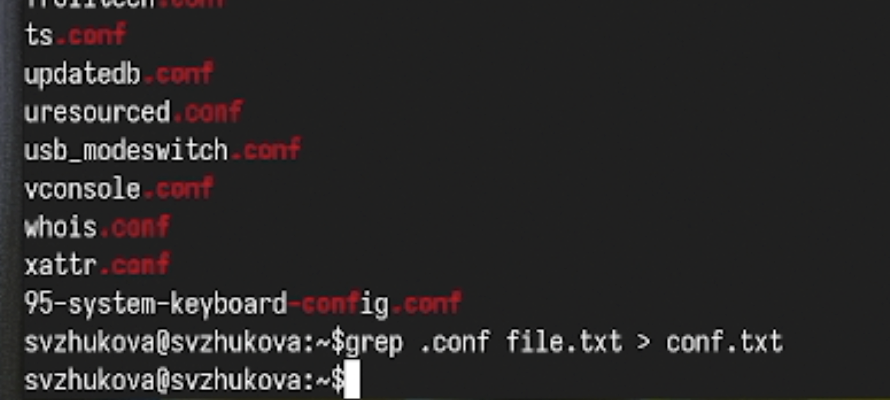 ts.conf
updatedb.conf
uresourced.conf
usb_modeswitch.conf
vconsole.conf
whois.conf
xattr.conf
95-system-keyboard-config.conf
svzhukova@svzhukova:~$grep .conf file.txt > conf.txt
svzhukova@svzhukova:~$